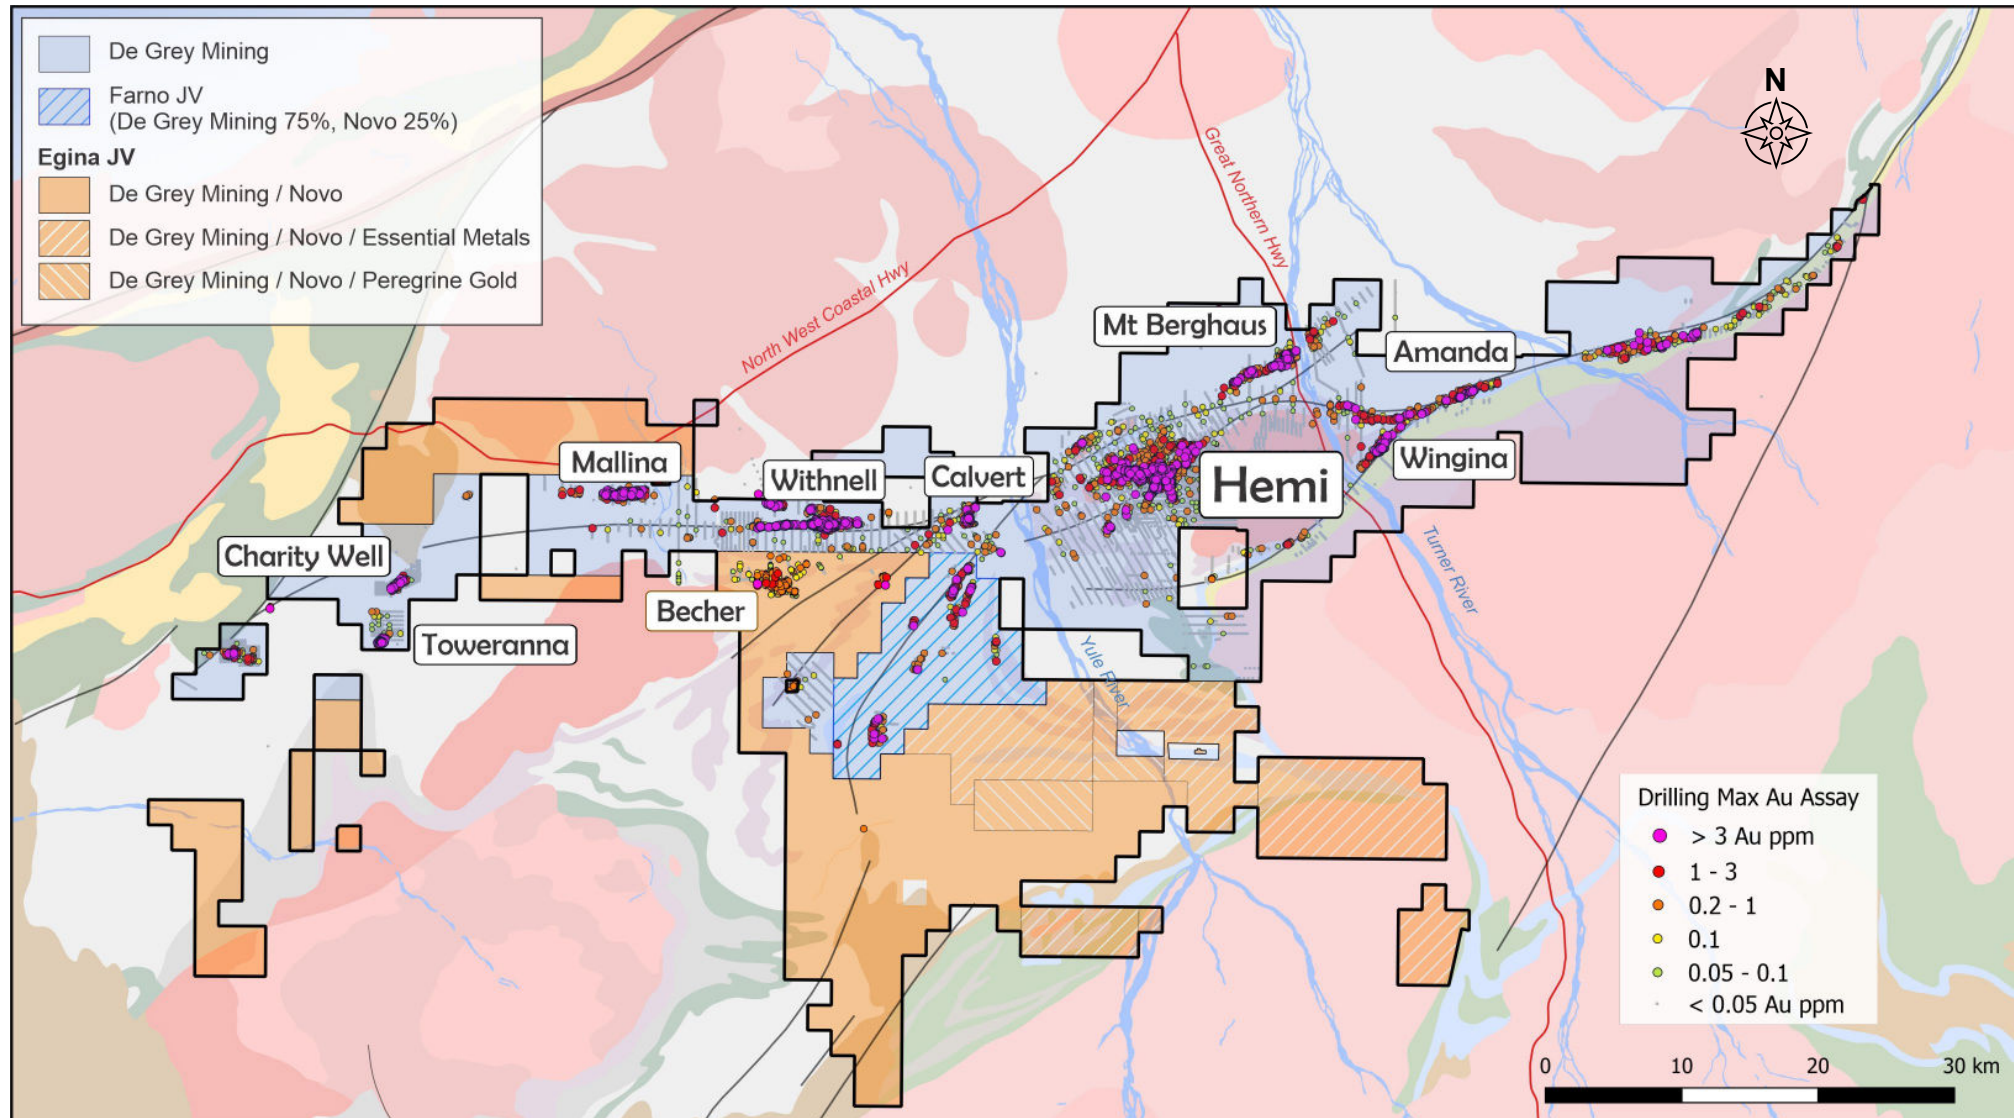 De Grey Mining
Farno JV
(De Grey Mining 75%, Novo 25%)
Egina JV
De Grey Mining / Novo
De Grey Mining / Novo / Essential Metals
De Grey Mining / Novo / Peregrine Gold
N
Great Northern Hwy
North West Coastal Hwy
Mt Berghaus
Amanda
Mallina
Withnell
Calvert
Hemi
Wingina
Charity Well
Becher
Toweranna
Turner River
Yule River
Drilling Max Au Assay
> 3 Au ppm
1 - 3
0.2 - 1
0.1
0.05 - 0.1
< 0.05 Au ppm
0 10 20 30 km